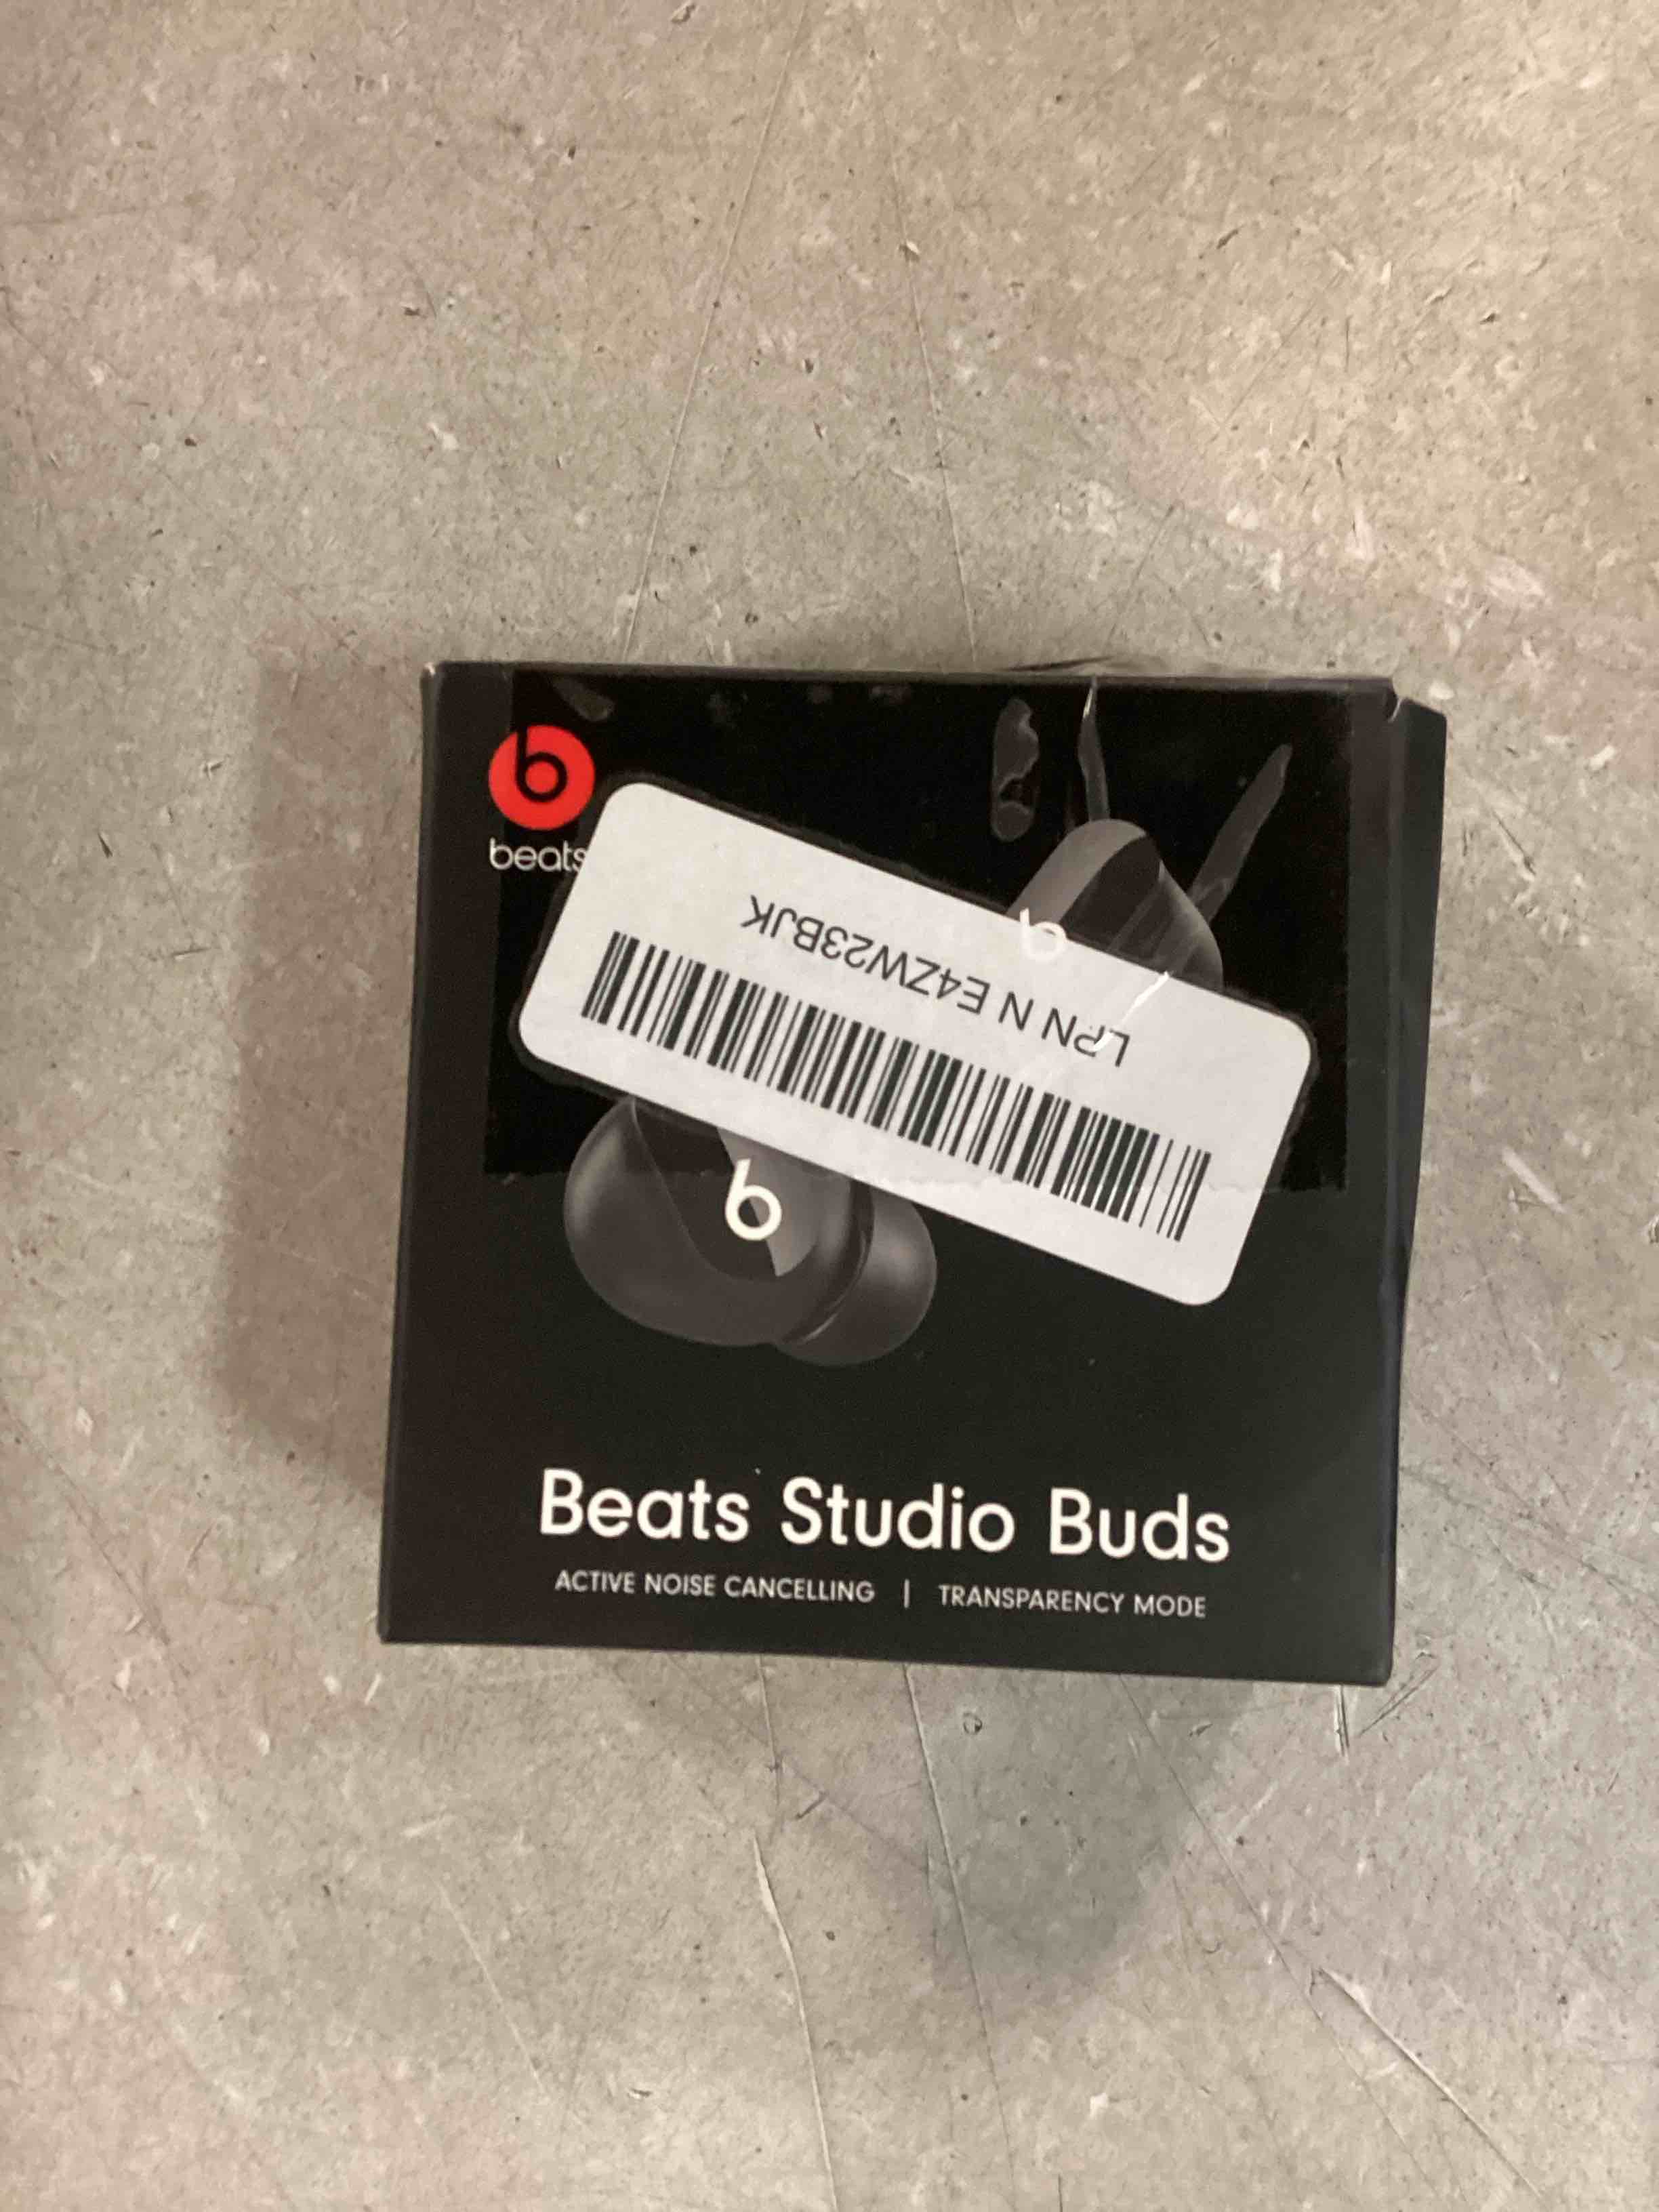 beats
LPN N E4ZW23BJK
Beats Studio Buds
ACTIVE NOISE CANCELLING | TRANSPARENCY MODE